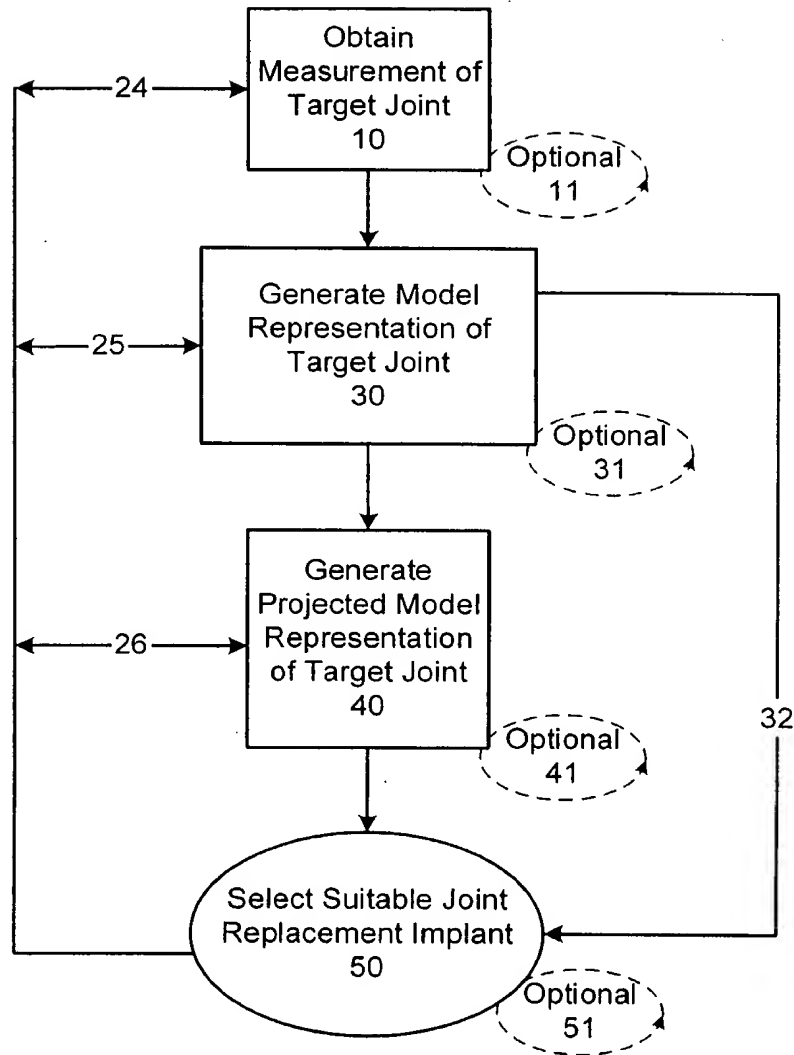 Obtain
Measurement of
Target Joint
10
24
Optional
11
Generate Model
Representation of
Target Joint
30
25
Optional
31
Generate
Projected Model
Representation
of Target Joint
40
26
Optional
41
32
Select Suitable Joint
Replacement Implant
50
Optional
51